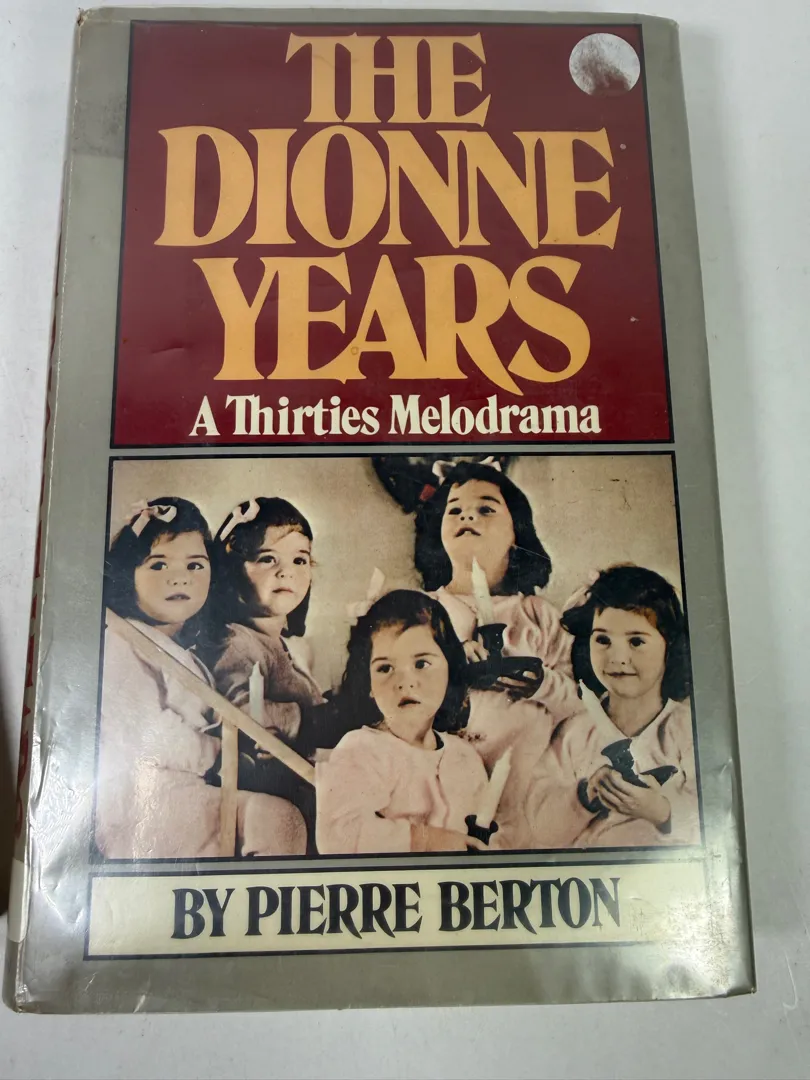 THE
DIONNE
YEARS
A Thirties Melodrama
BY PIERRE BERTON